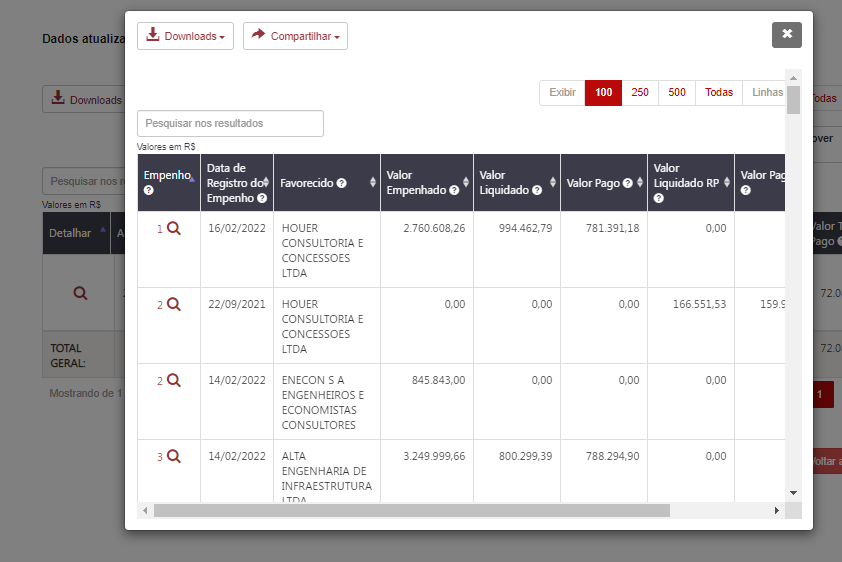 Dados atualiza
Downloads
Compartilhar
Downloads
Exibir 100 250 500 Todas Linhas
Todas
Pesquisar nos resultados
over
Valores em R$
Pesquisar nos r
Valores em R$
Empenho
Data de
Registro do
Empenho
Favorecido
Valor
Empenhado
Valor
Liquidado
Valor Pago
Valor
Liquidado RP
Valor Pag
Detalhar
A
Valor T
Pago
1 16/02/2022 HOUER 2.760.608,26 994.462,79 781.391,18 0,00
CONSULTORIA E
CONCESSOES
LTDA
2 22/09/2021 HOUER 0,00 0,00 0,00 166.551,53 159.9
CONSULTORIA E
CONCESSOES
LTDA
72.0
TOTAL
GERAL:
72.0
2 14/02/2022 ENECON S A 845.843,00 0,00 0,00 0,00
ENGENHEIROS E
ECONOMISTAS
CONSULTORES
Mostrando de 1
1
3 14/02/2022 ALTA 3.249.999,66 800.299,39 788.294,90 0,00
ENGENHARIA DE
INFRAESTRUTURA
LTDA
Voltar a